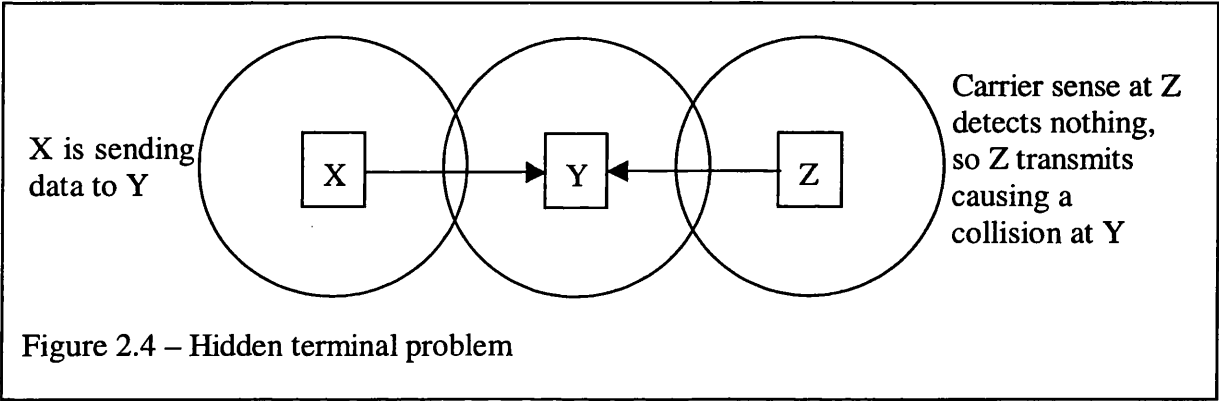 X is sending
data to Y
X
Y
Z
Carrier sense at Z
detects nothing,
so Z transmits
causing a
collision at Y
Figure 2.4 – Hidden terminal problem